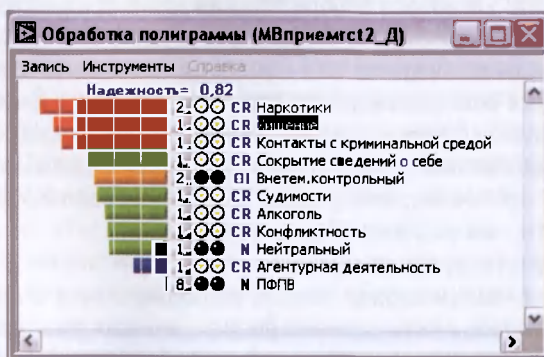 Обработка полиграммы (МВприемгст2_Д)
Запись Инструменты Справка
Надежность= 0,82
2. CR Наркотики
1. CR
1. CR Контакты с криминальной средой
1. CR Сокрытие сведений о себе
2. OI Внетем.контрольный
1. CR Судимости
1. CR Алкоголь
1. CR Конфликтность
1. N Нейтральный
1. CR Агентурная деятельность
8. N ПФПВ